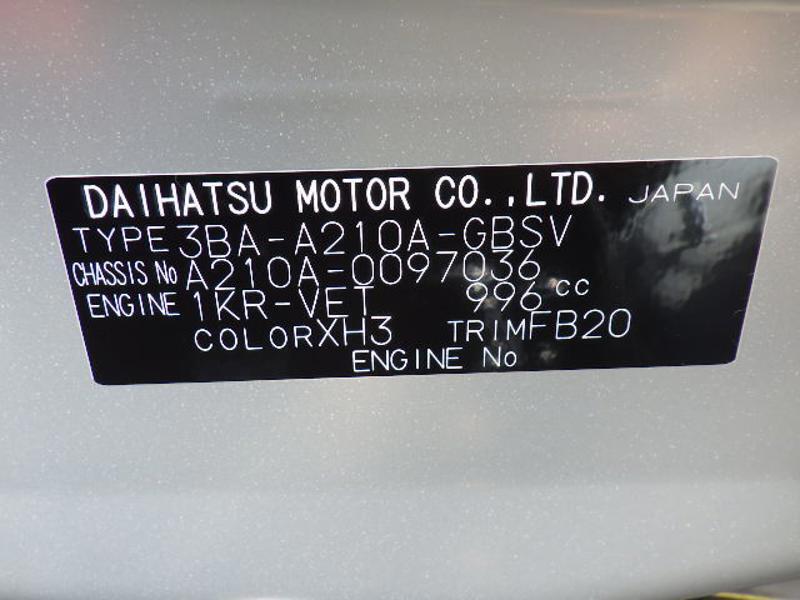 DAIHATSU MOTOR CO.,LTD. JAPAN
TYPE 3BA-A210A-GBSV
CHASSIS No A210A-0097036
ENGINE 1KR-VET 996 cc
COLOR XH3 TRIM FB20
ENGINE No